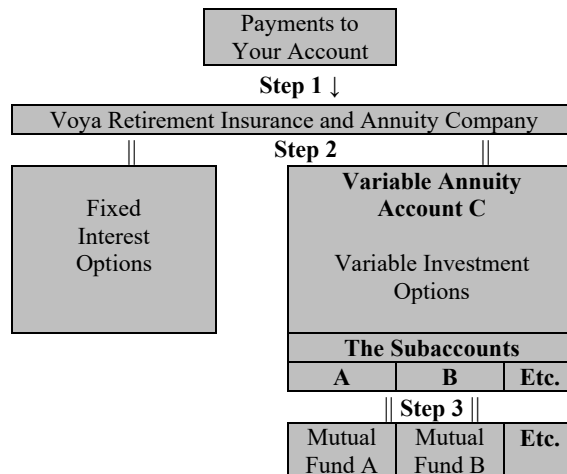 Payments to
Your Account
Step 1 ↓
Voya Retirement Insurance and Annuity Company
|| Step 2 ||
Fixed
Interest
Options
Variable Annuity
Account C
Variable Investment
Options
The Subaccounts
A B Etc.
|| Step 3 ||
Mutual
Fund A
Mutual
Fund B
Etc.